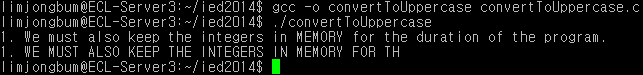 limjongbum@ECL-Server3:~/ied2014$ gcc -o convertToUppercase convertToUppercase.c
limjongbum@ECL-Server3:~/ied2014$ ./convertToUppercase
1. We must also keep the integers in MEMORY for the duration of the program.
1. WE MUST ALSO KEEP THE INTEGERS IN MEMORY FOR TH
limjongbum@ECL-Server3:~/ied2014$